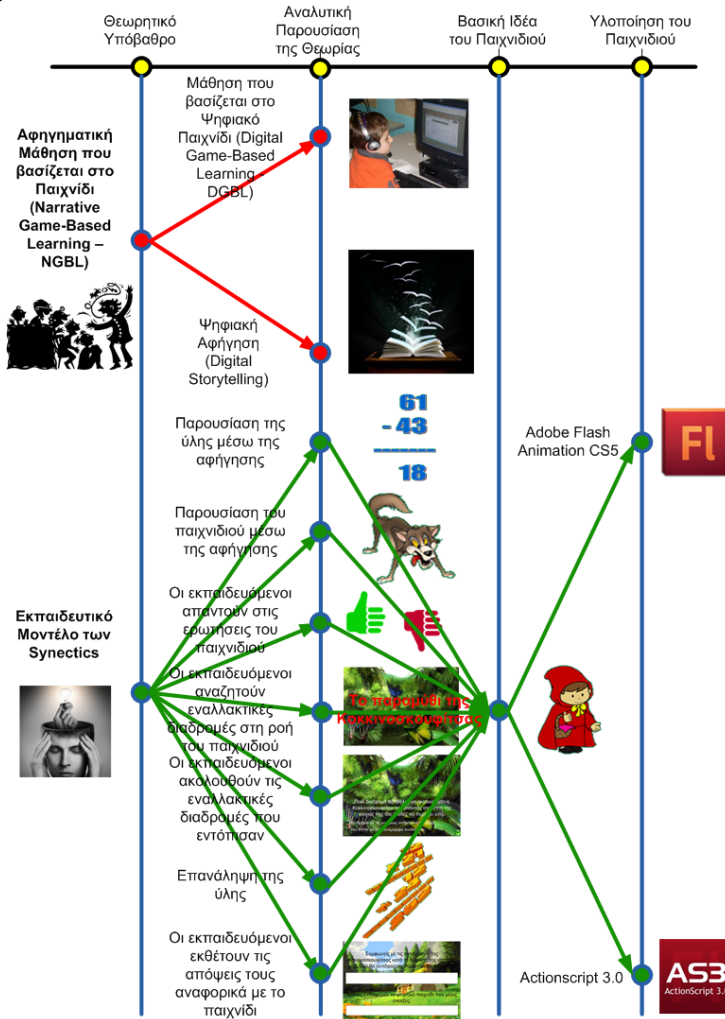 Θεωρητικό
Υπόβαθρο
Αναλυτική
Παρουσίαση
της Θεωρίας
Βασική Ιδέα
του Παιχνιδιού
Υλοποίηση του
Παιχνιδιού
Αφηγηματική
Μάθηση που
βασίζεται στο
Παιχνίδι
(Narrative
Game-Based
Learning –
NGBL)
Μάθηση που
βασίζεται στο
Ψηφιακό
Παιχνίδι (Digital
Game-Based
Learning -
DGBL)
Ψηφιακή
Αφήγηση
(Digital
Storytelling)
Παρουσίαση της
ύλης μέσω της
αφήγησης
61
- 43
-------
18
Adobe Flash
Animation CS5
Fl
Παρουσίαση του
παιχνιδιού μέσω
της αφήγησης
Εκπαιδευτικό
Μοντέλο των
Synectics
Οι εκπαιδευόμενοι
απαντούν στις
ερωτήσεις του
παιχνιδιού
Οι εκπαιδευόμενοι
αναζητούν
εναλλακτικές
διαδρομές στη ροή
του παιχνιδιού
Το παραμύθι της
Κοκκινοσκουφίτσας
Οι εκπαιδευόμενοι
ακολουθούν τις
εναλλακτικές
διαδρομές που
εντόπισαν
Επανάληψη της
ύλης
Οι εκπαιδευόμενοι
εκθέτουν τις
απόψεις τους
αναφορικά με το
παιχνίδι
Actionscript 3.0
AS3
ActionScript 3.0